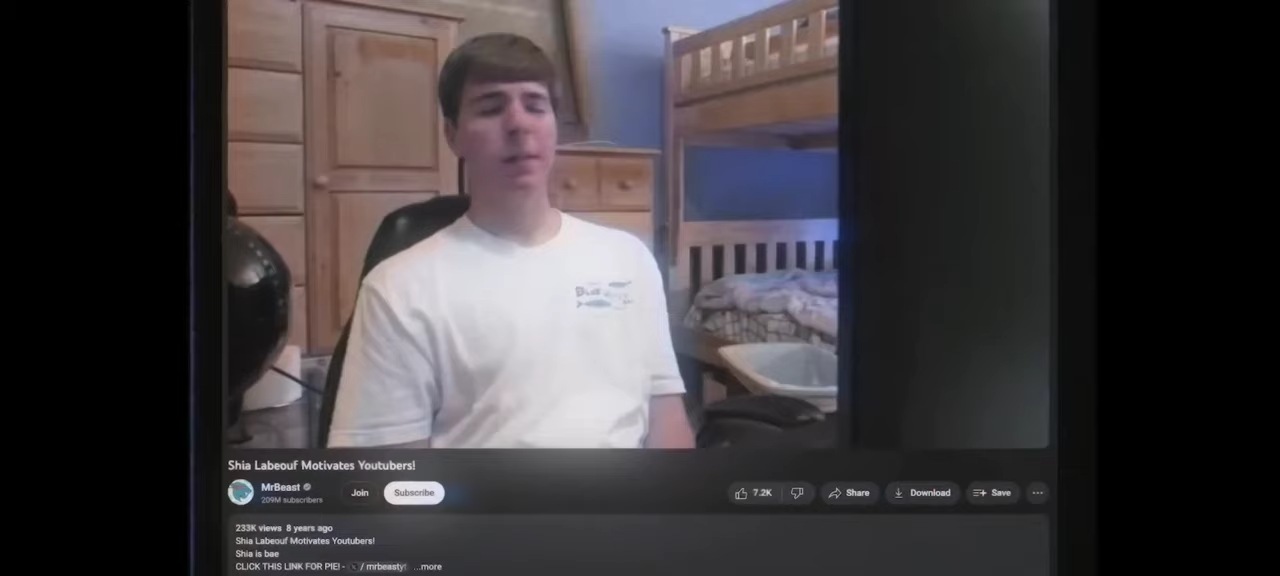 Shia Labeouf Motivates Youtubers!
MrBeast
209M subscribers
Join
Subscribe
7.2K
Share
Download
Save
233K views 8 years ago
Shia Labeouf Motivates Youtubers!
Shia is bae
CLICK THIS LINK FOR PIE! - / mrbeasty! ...more